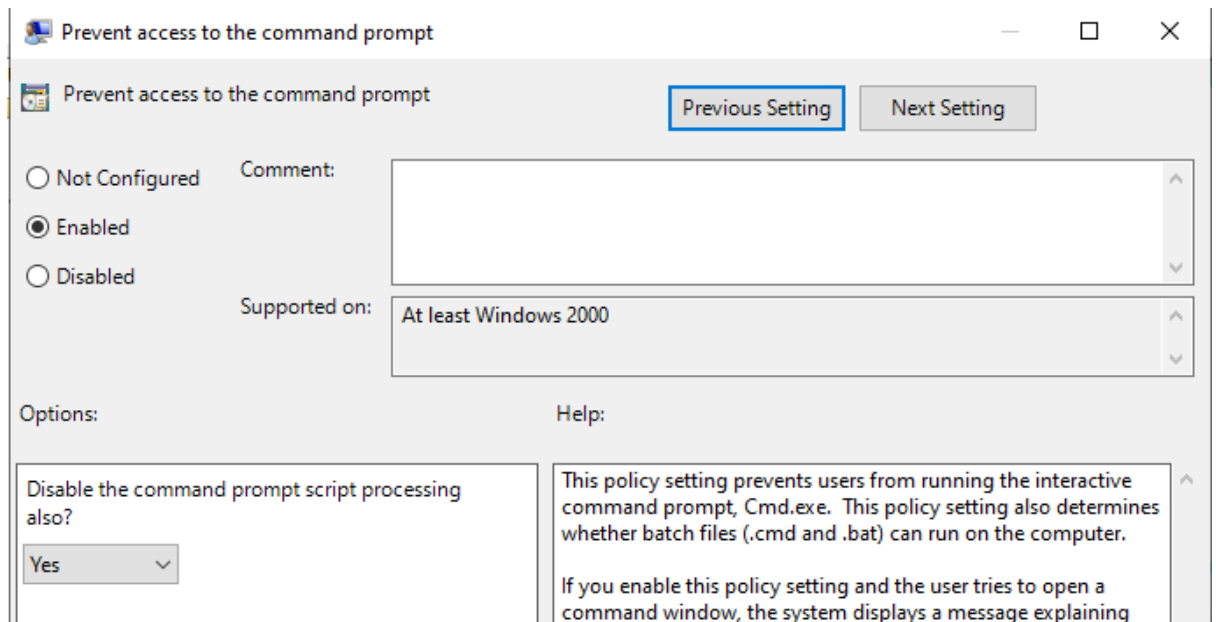 Prevent access to the command prompt
Prevent access to the command prompt
Previous Setting
Next Setting
Not Configured
Comment:
Enabled
Disabled
Supported on:
At least Windows 2000
Options:
Help:
Disable the command prompt script processing
also?
Yes
This policy setting prevents users from running the interactive
command prompt, Cmd.exe.  This policy setting also determines
whether batch files (.cmd and .bat) can run on the computer.
If you enable this policy setting and the user tries to open a
command window, the system displays a message explaining